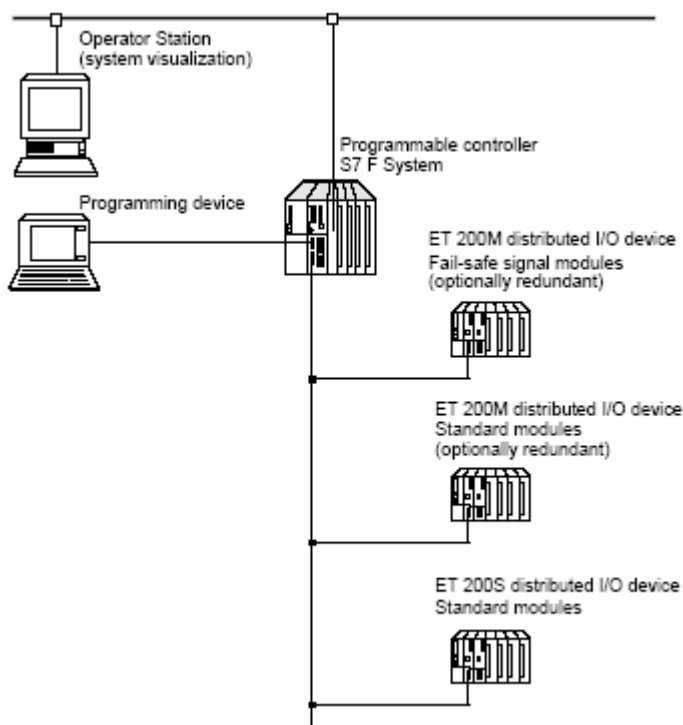 Operator Station
(system visualization)
Programmable controller
S7 F System
Programming device
ET 200M distributed I/O device
Fail-safe signal modules
(optionally redundant)
ET 200M distributed I/O device
Standard modules
(optionally redundant)
ET 200S distributed I/O device
Standard modules